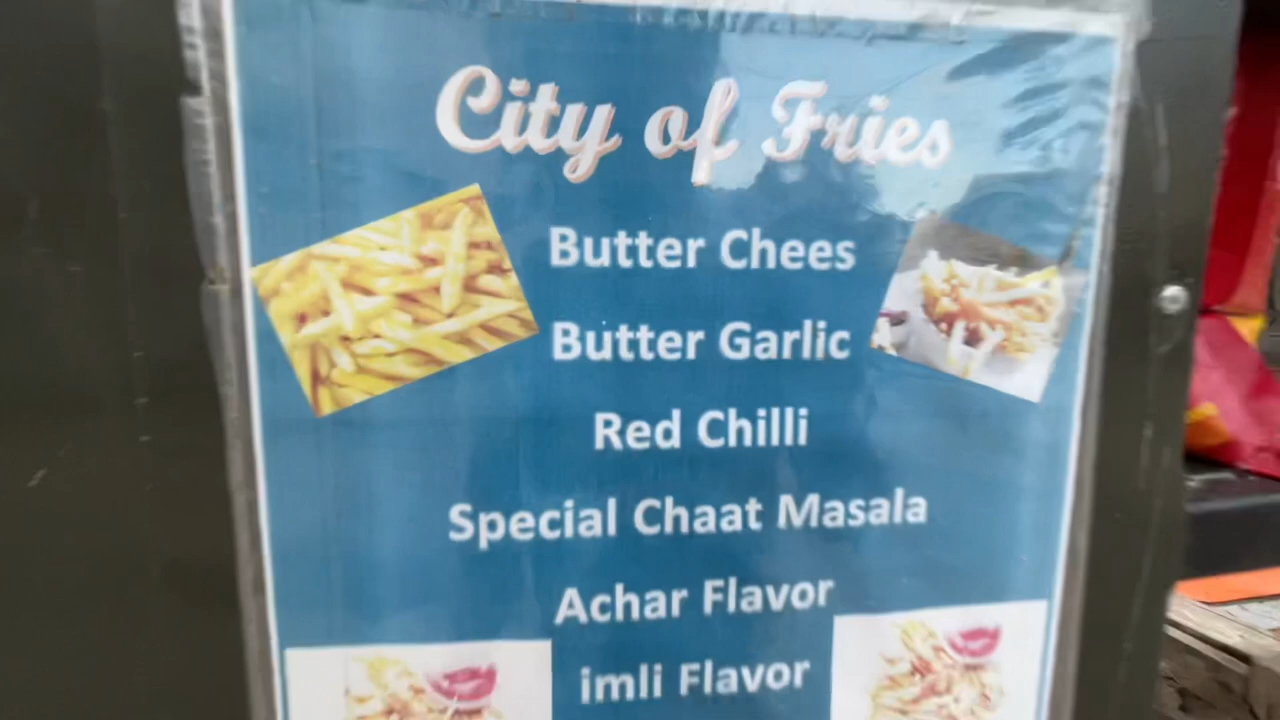 City of Fries
Butter Chees
Butter Garlic
Red Chilli
Special Chaat Masala
Achar Flavor
imli Flavor